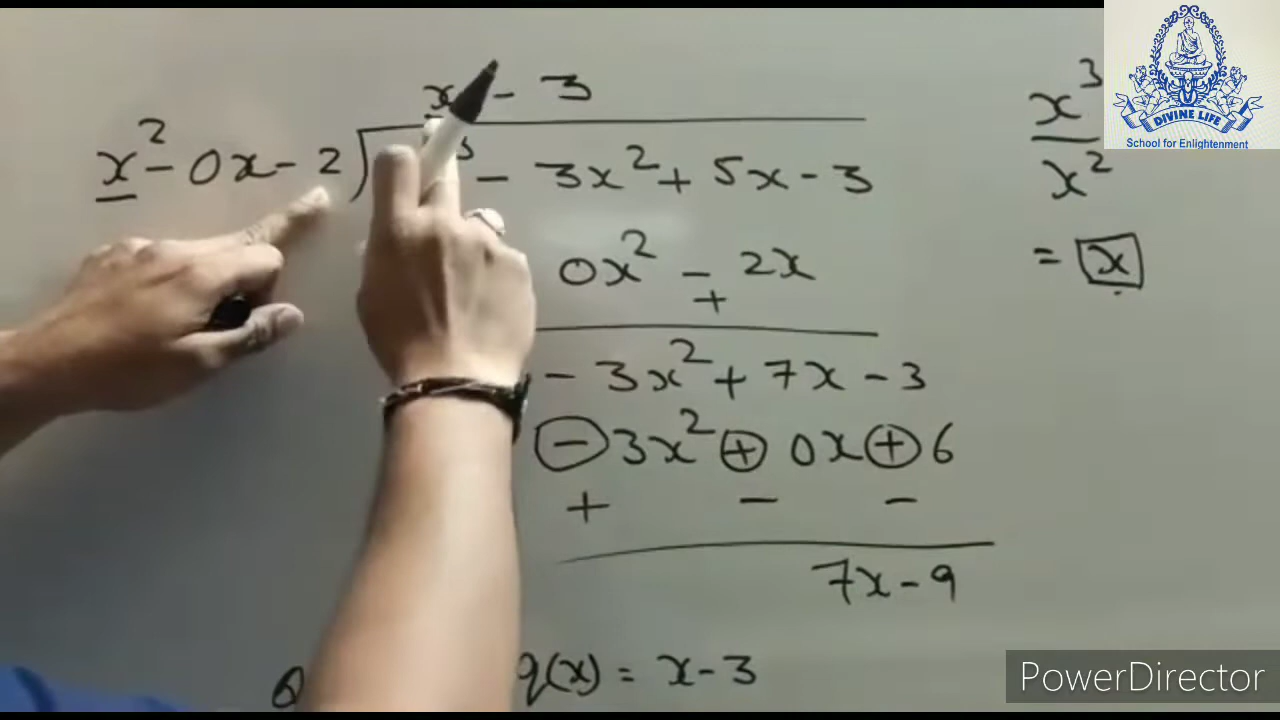 x - 3
x² - 0x - 2 ) ³ - 3x² + 5x - 3
0x² - 2x
+
- 3x² + 7x - 3
- 3x² + 0x + 6
+ - -
7x - 9
q(x) = x - 3
x³
x²
= x
DIVINE LIFE
School for Enlightenment
PowerDirector